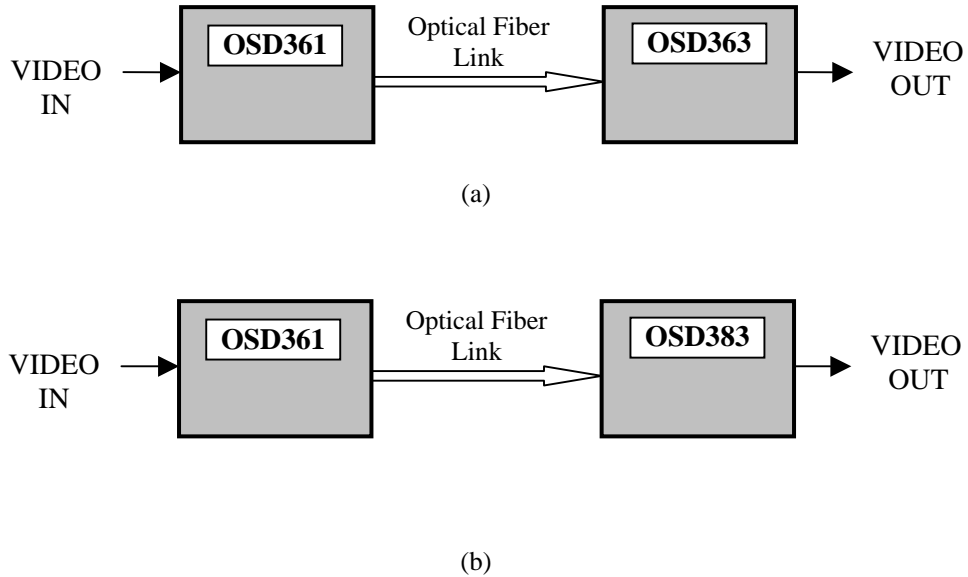 OSD361
Optical Fiber
Link
OSD363
VIDEO
IN
VIDEO
OUT
(a)
OSD361
Optical Fiber
Link
OSD383
VIDEO
IN
VIDEO
OUT
(b)